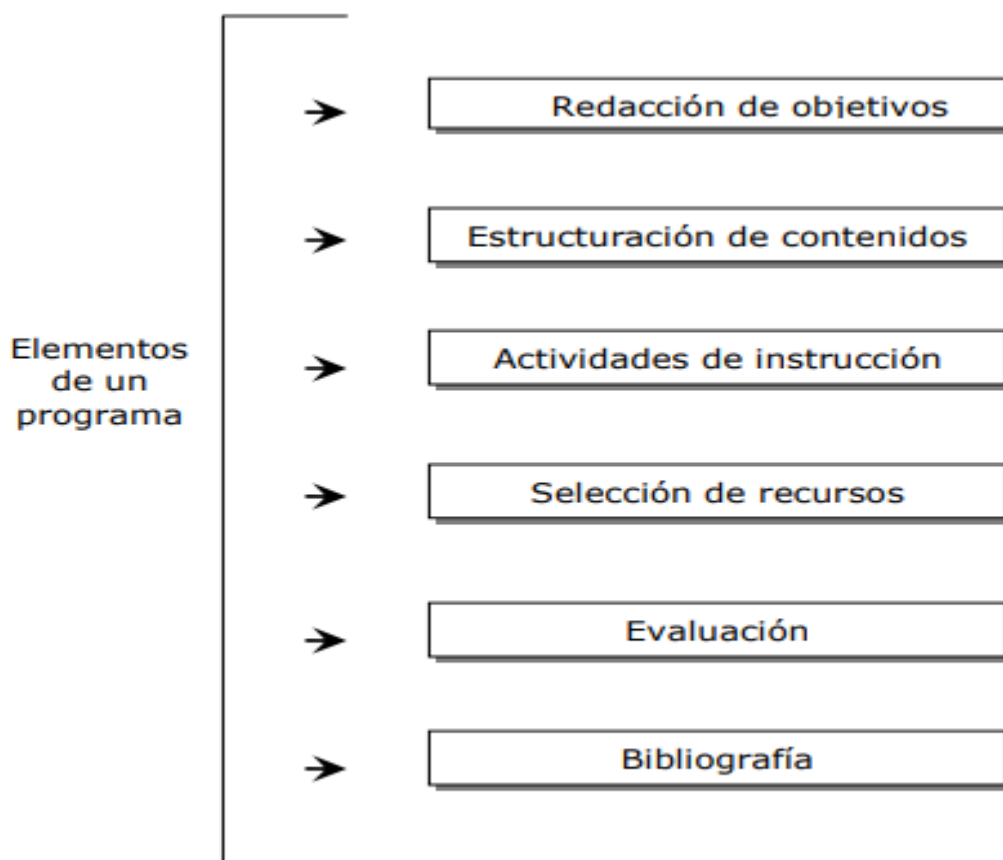 Elementos
de un
programa
Redacción de objetivos
Estructuración de contenidos
Actividades de instrucción
Selección de recursos
Evaluación
Bibliografía